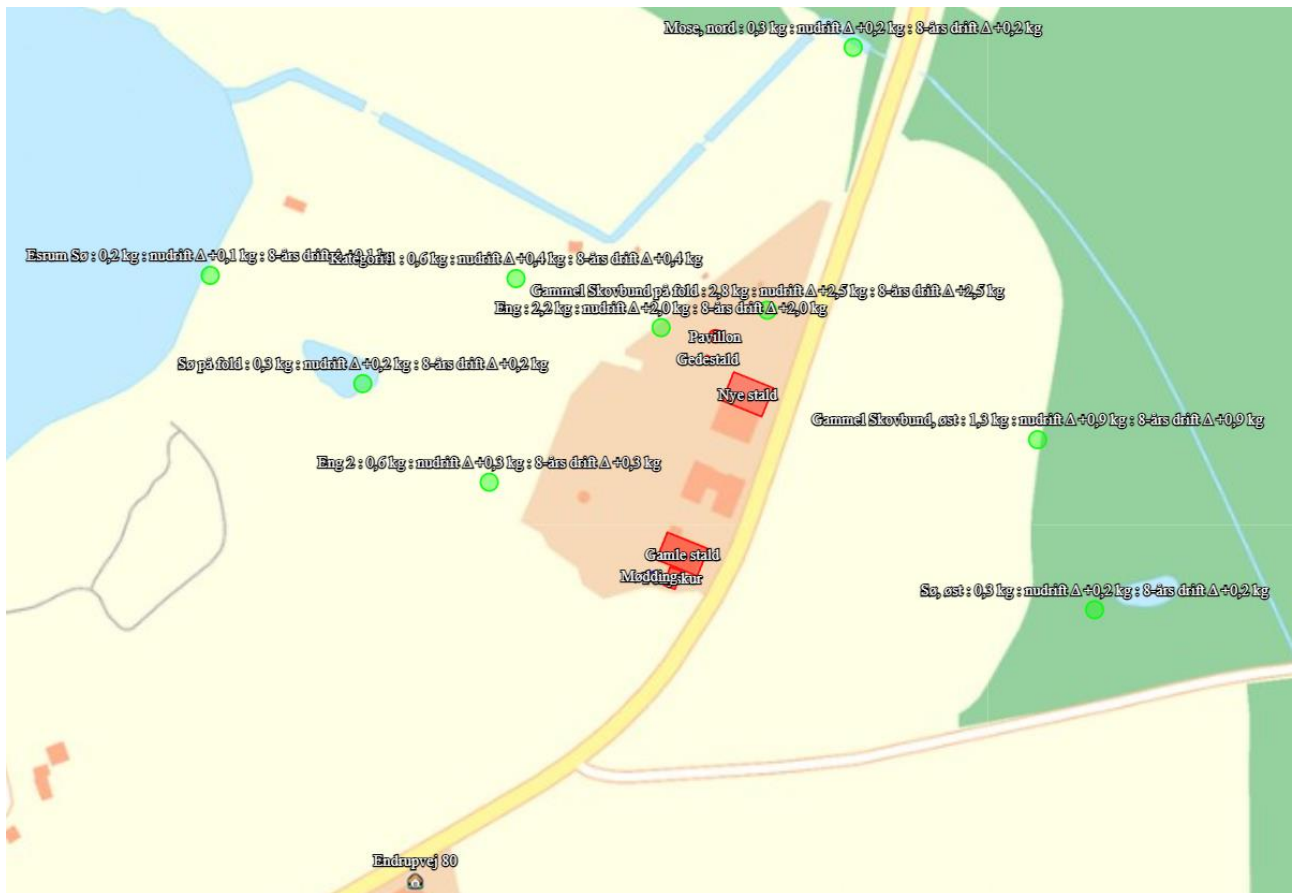 Mose, nord : 0,3 kg : nudrift Δ +0,2 kg : 8-års drift Δ +0,2 kg
Esrum Sø : 0,2 kg : nudrift Δ +0,1 kg : 8-års drift Δ +0,1 kg
Kategori1 : 0,6 kg : nudrift Δ +0,4 kg : 8-års drift Δ +0,4 kg
Gammel Skovbund på fold : 2,8 kg : nudrift Δ +2,5 kg : 8-års drift Δ +2,5 kg
Eng : 2,2 kg : nudrift Δ +2,0 kg : 8-års drift Δ +2,0 kg
Pavillon
Gedestald
Sø på fold : 0,3 kg : nudrift Δ +0,2 kg : 8-års drift Δ +0,2 kg
Nye stald
Gammel Skovbund, øst : 1,3 kg : nudrift Δ +0,9 kg : 8-års drift Δ +0,9 kg
Eng 2 : 0,6 kg : nudrift Δ +0,3 kg : 8-års drift Δ +0,3 kg
Gamle stald
Mødding
Sø, øst : 0,3 kg : nudrift Δ +0,2 kg : 8-års drift Δ +0,2 kg
Endrupvej 80